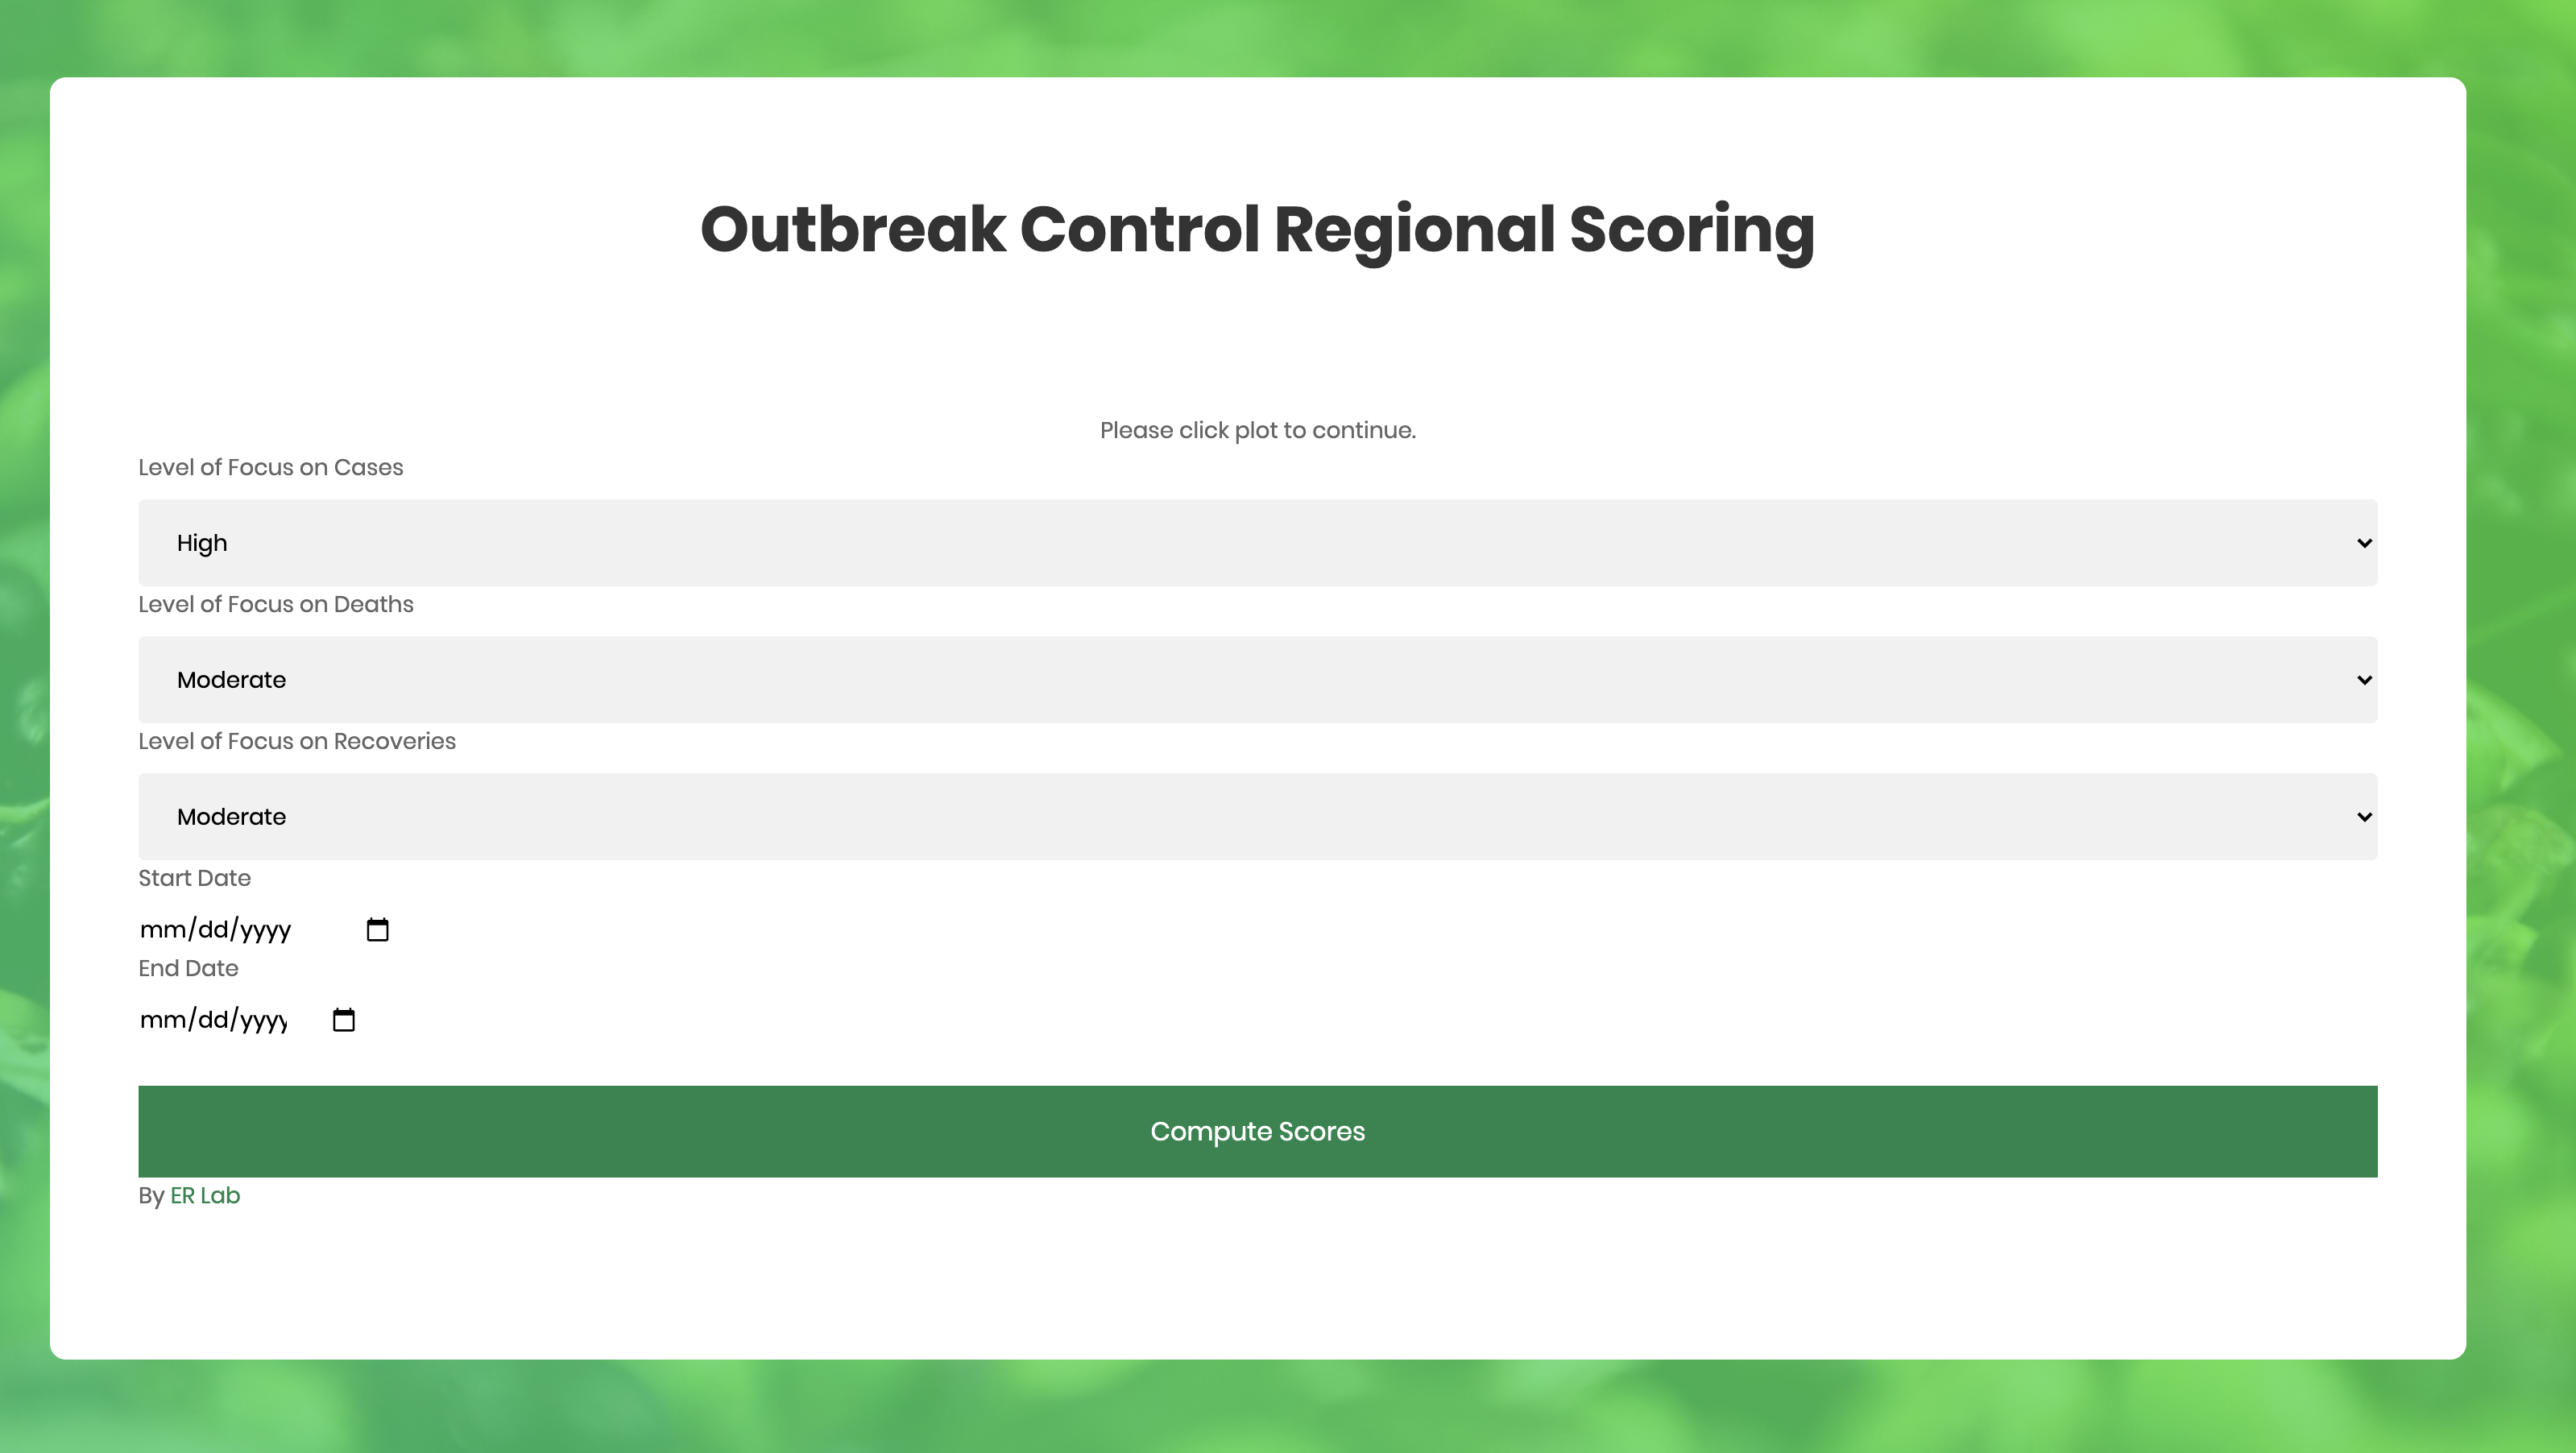 Outbreak Control Regional Scoring
Please click plot to continue.
Level of Focus on Cases
High
Level of Focus on Deaths
Moderate
Level of Focus on Recoveries
Moderate
Start Date
mm/dd/yyyy
End Date
mm/dd/yyyy
Compute Scores
By ER Lab